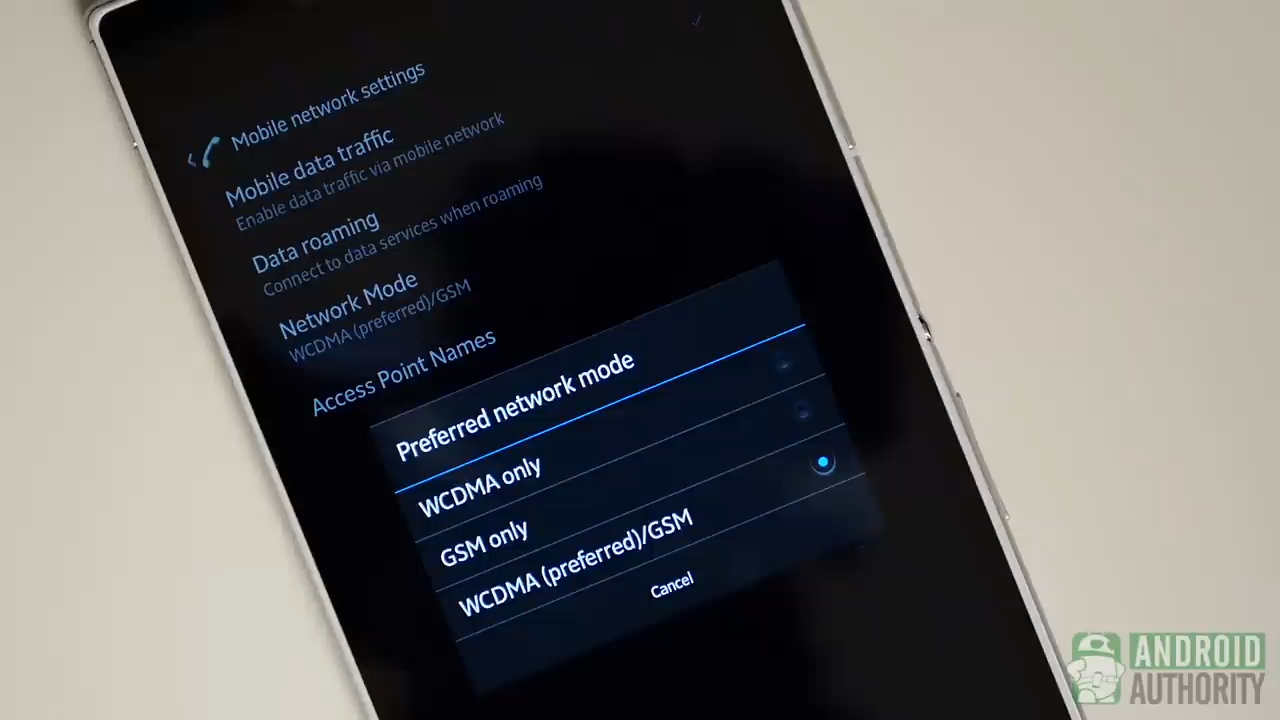 Mobile network settings
Mobile data traffic
Enable data traffic via mobile network
Data roaming
Connect to data services when roaming
Network Mode
WCDMA (preferred)/GSM
Access Point Names
Preferred network mode
WCDMA only
GSM only
WCDMA (preferred)/GSM
Cancel
ANDROID
AUTHORITY